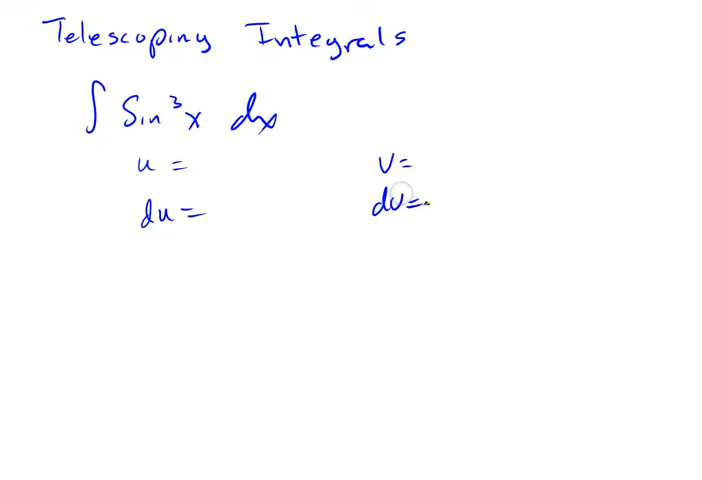 Telescoping Integrals
∫ Sin³x dx
u = v=
du = dv=